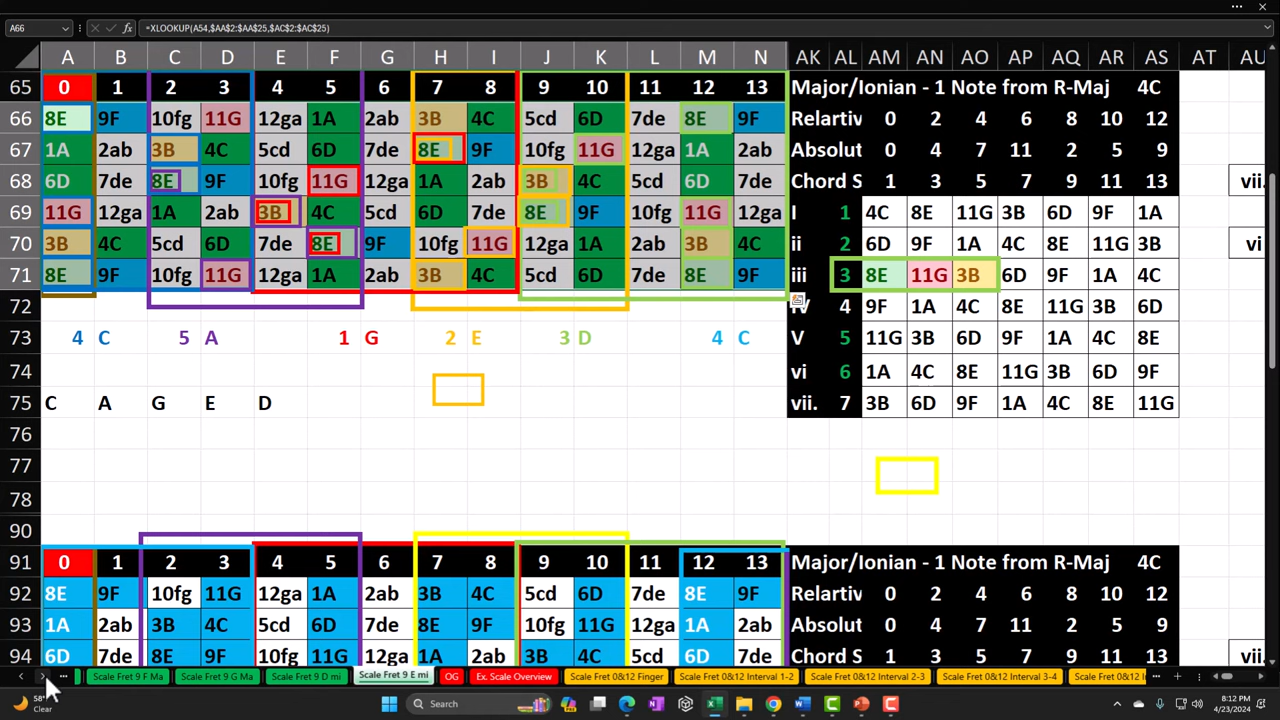 A66 =XLOOKUP(A54,$AA$2:$AA$25,$AC$2:$AC$25)
A B C D E F G H I J K L M N AK AL AM AN AO AP AQ AR AS AT AU
65 0 1 2 3 4 5 6 7 8 9 10 11 12 13 Major/Ionian - 1 Note from R-Maj 4C
66 8E 9F 10fg 11G 12ga 1A 2ab 3B 4C 5cd 6D 7de 8E 9F Relartiv 0 2 4 6 8 10 12
67 1A 2ab 3B 4C 5cd 6D 7de 8E 9F 10fg 11G 12ga 1A 2ab Absolut 0 4 7 11 2 5 9
68 6D 7de 8E 9F 10fg 11G 12ga 1A 2ab 3B 4C 5cd 6D 7de Chord S 1 3 5 7 9 11 13 vii.
69 11G 12ga 1A 2ab 3B 4C 5cd 6D 7de 8E 9F 10fg 11G 12ga I 1 4C 8E 11G 3B 6D 9F 1A
70 3B 4C 5cd 6D 7de 8E 9F 10fg 11G 12ga 1A 2ab 3B 4C ii 2 6D 9F 1A 4C 8E 11G 3B vi
71 8E 9F 10fg 11G 12ga 1A 2ab 3B 4C 5cd 6D 7de 8E 9F iii 3 8E 11G 3B 6D 9F 1A 4C
72 IV 4 9F 1A 4C 8E 11G 3B 6D
73 4 C 5 A 1 G 2 E 3 D 4 C V 5 11G 3B 6D 9F 1A 4C 8E
74 vi 6 1A 4C 8E 11G 3B 6D 9F
75 C A G E D vii. 7 3B 6D 9F 1A 4C 8E 11G
76
77
78
90
91 0 1 2 3 4 5 6 7 8 9 10 11 12 13 Major/Ionian - 1 Note from R-Maj 4C
92 8E 9F 10fg 11G 12ga 1A 2ab 3B 4C 5cd 6D 7de 8E 9F Relartiv 0 2 4 6 8 10 12
93 1A 2ab 3B 4C 5cd 6D 7de 8E 9F 10fg 11G 12ga 1A 2ab Absolut 0 4 7 11 2 5 9
94 6D 7de 8E 9F 10fg 11G 12ga 1A 2ab 3B 4C 5cd 6D 7de Chord S 1 3 5 7 9 11 13 vii.
Scale Fret 9 F Ma Scale Fret 9 G Ma Scale Fret 9 D mi Scale Fret 9 E mi OG Ex. Scale Overview Scale Fret 0&12 Finger Scale Fret 0&12 Interval 1-2 Scale Fret 0&12 Interval 2-3 Scale Fret 0&12 Interval 3-4 Scale Fret 0&12 In
58°
Clear Search 8:12 PM
4/23/2024